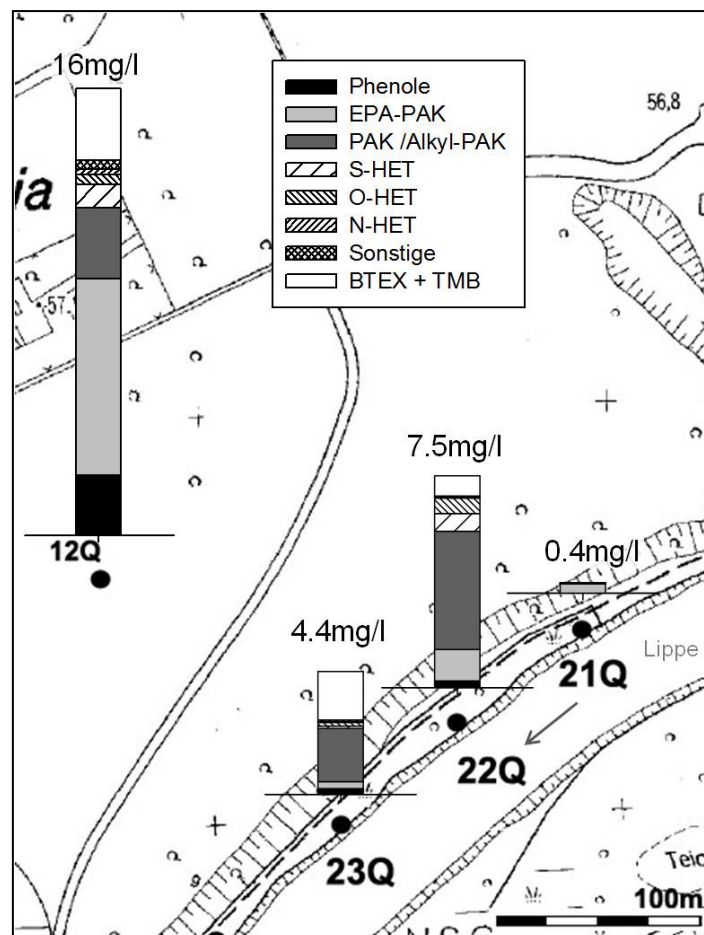 16mg/l
Phenole
EPA-PAK
PAK /Alkyl-PAK
S-HET
O-HET
N-HET
Sonstige
BTEX + TMB
56,8
ia
57,
12Q
7.5mg/l
0.4mg/l
4.4mg/l
Lippe
21Q
22Q
23Q
Teic
100m
N S G